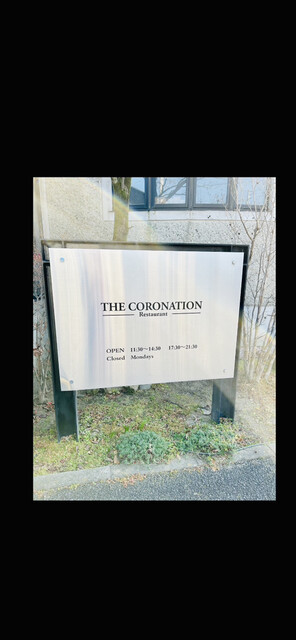 THE CORONATION
Restaurant
OPEN 11:30～14:30 17:30～21:30
Closed Mondays